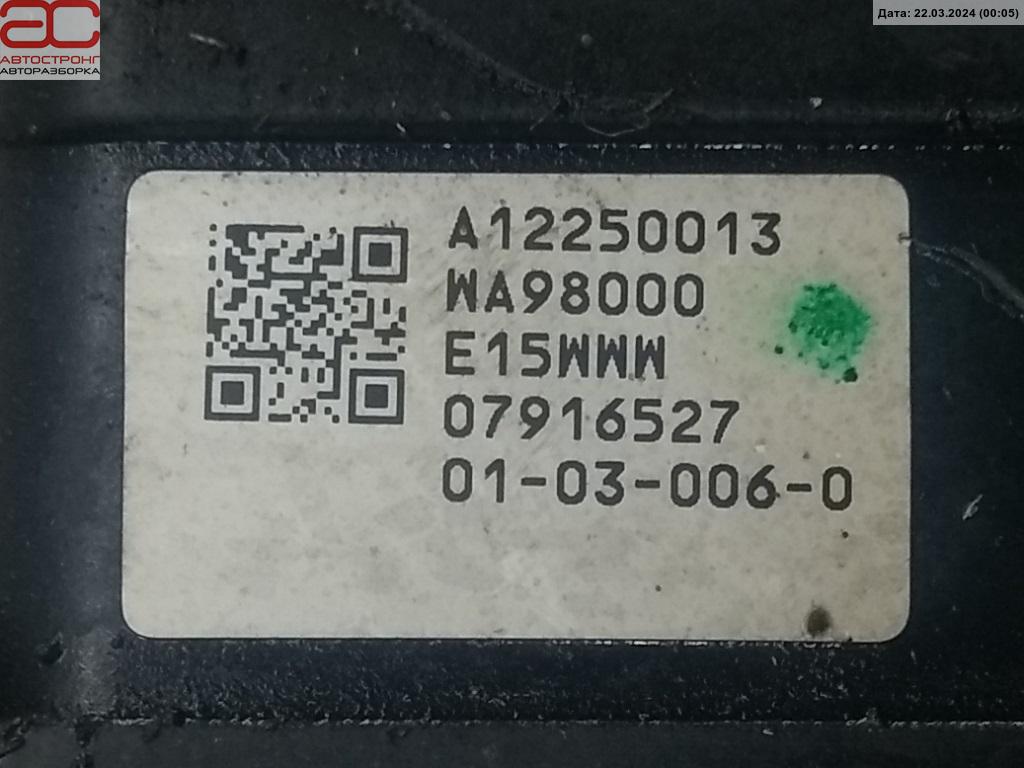 АС
АВТОСТРОНГ
АВТОРАЗБОРКА
Дата: 22.03.2024 (00:05)
A12250013
WA98000
E15WWW
07916527
01-03-006-0